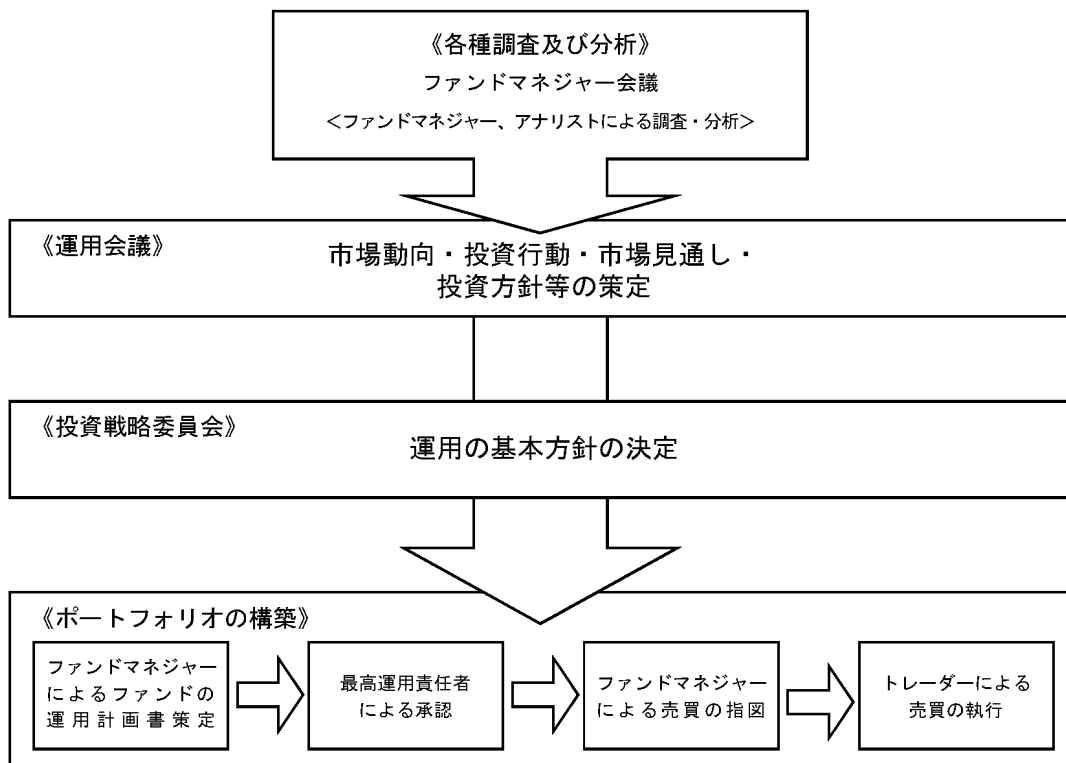 《各種調査及び分析》
ファンドマネジャー会議
＜ファンドマネジャー、アナリストによる調査・分析＞
《運用会議》
市場動向・投資行動・市場見通し・
投資方針等の策定
《投資戦略委員会》
運用の基本方針の決定
《ポートフォリオの構築》
ファンドマネジャー
によるファンドの
運用計画書策定
最高運用責任者
による承認
ファンドマネジャー
による売買の指図
トレーダーによる
売買の執行